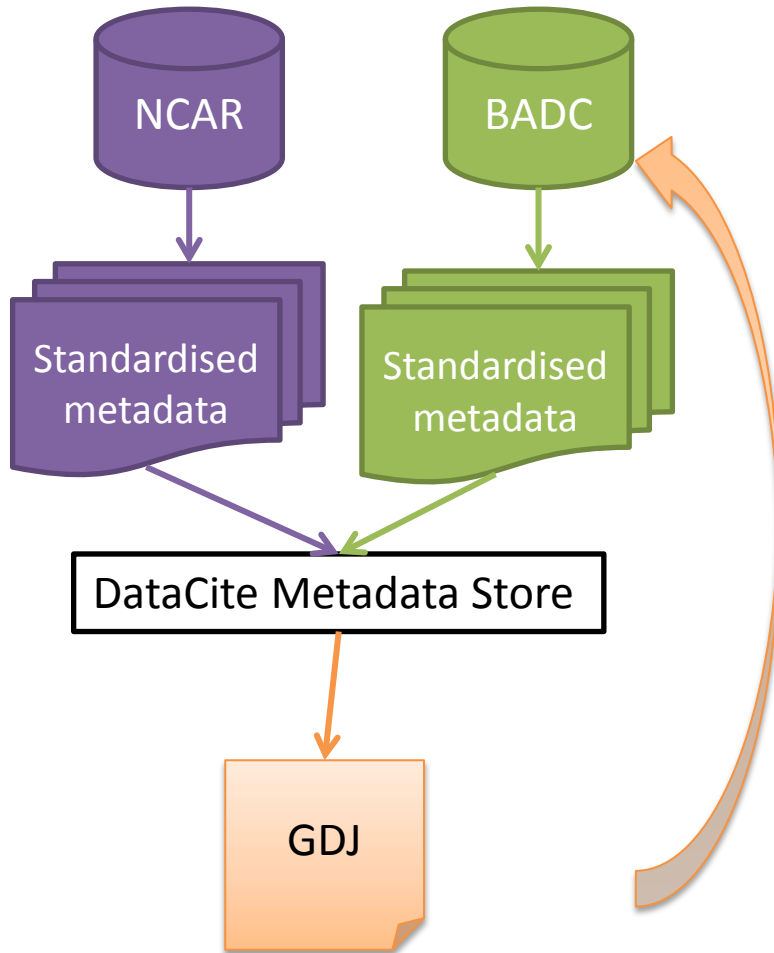 NCAR
BADC
Standardised
metadata
Standardised
metadata
DataCite Metadata Store
GDJ